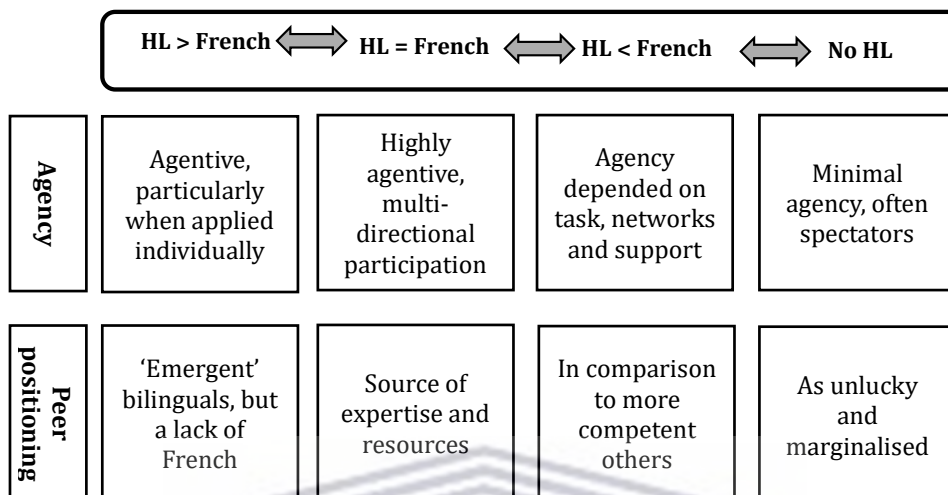 HL > French
HL = French
HL < French
No HL
Agency
Agentive,
particularly
when applied
individually
Highly
agentive,
multi-
directional
participation
Agency
depended on
task, networks
and support
Minimal
agency, often
spectators
Peer
positioning
‘Emergent’
bilinguals, but
a lack of
French
Source of
expertise and
resources
In comparison
to more
competent
others
As unlucky
and
marginalised